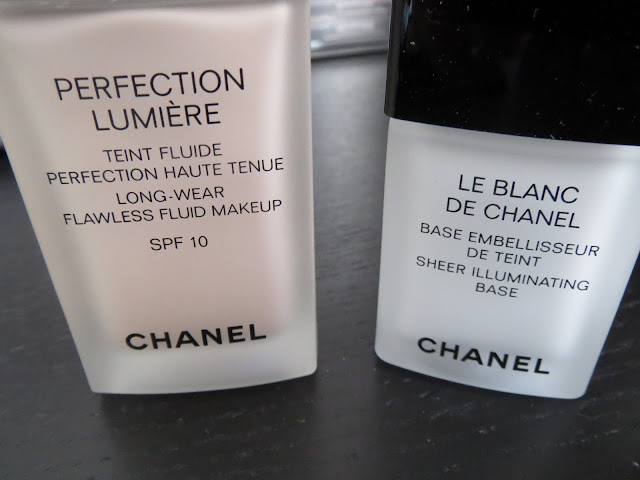 PERFECTION
LUMIÈRE
TEINT FLUIDE
PERFECTION HAUTE TENUE
LONG-WEAR
FLAWLESS FLUID MAKEUP
SPF 10
CHANEL
LE BLANC
DE CHANEL
BASE EMBELLISSEUR
DE TEINT
SHEER ILLUMINATING
BASE
CHANEL